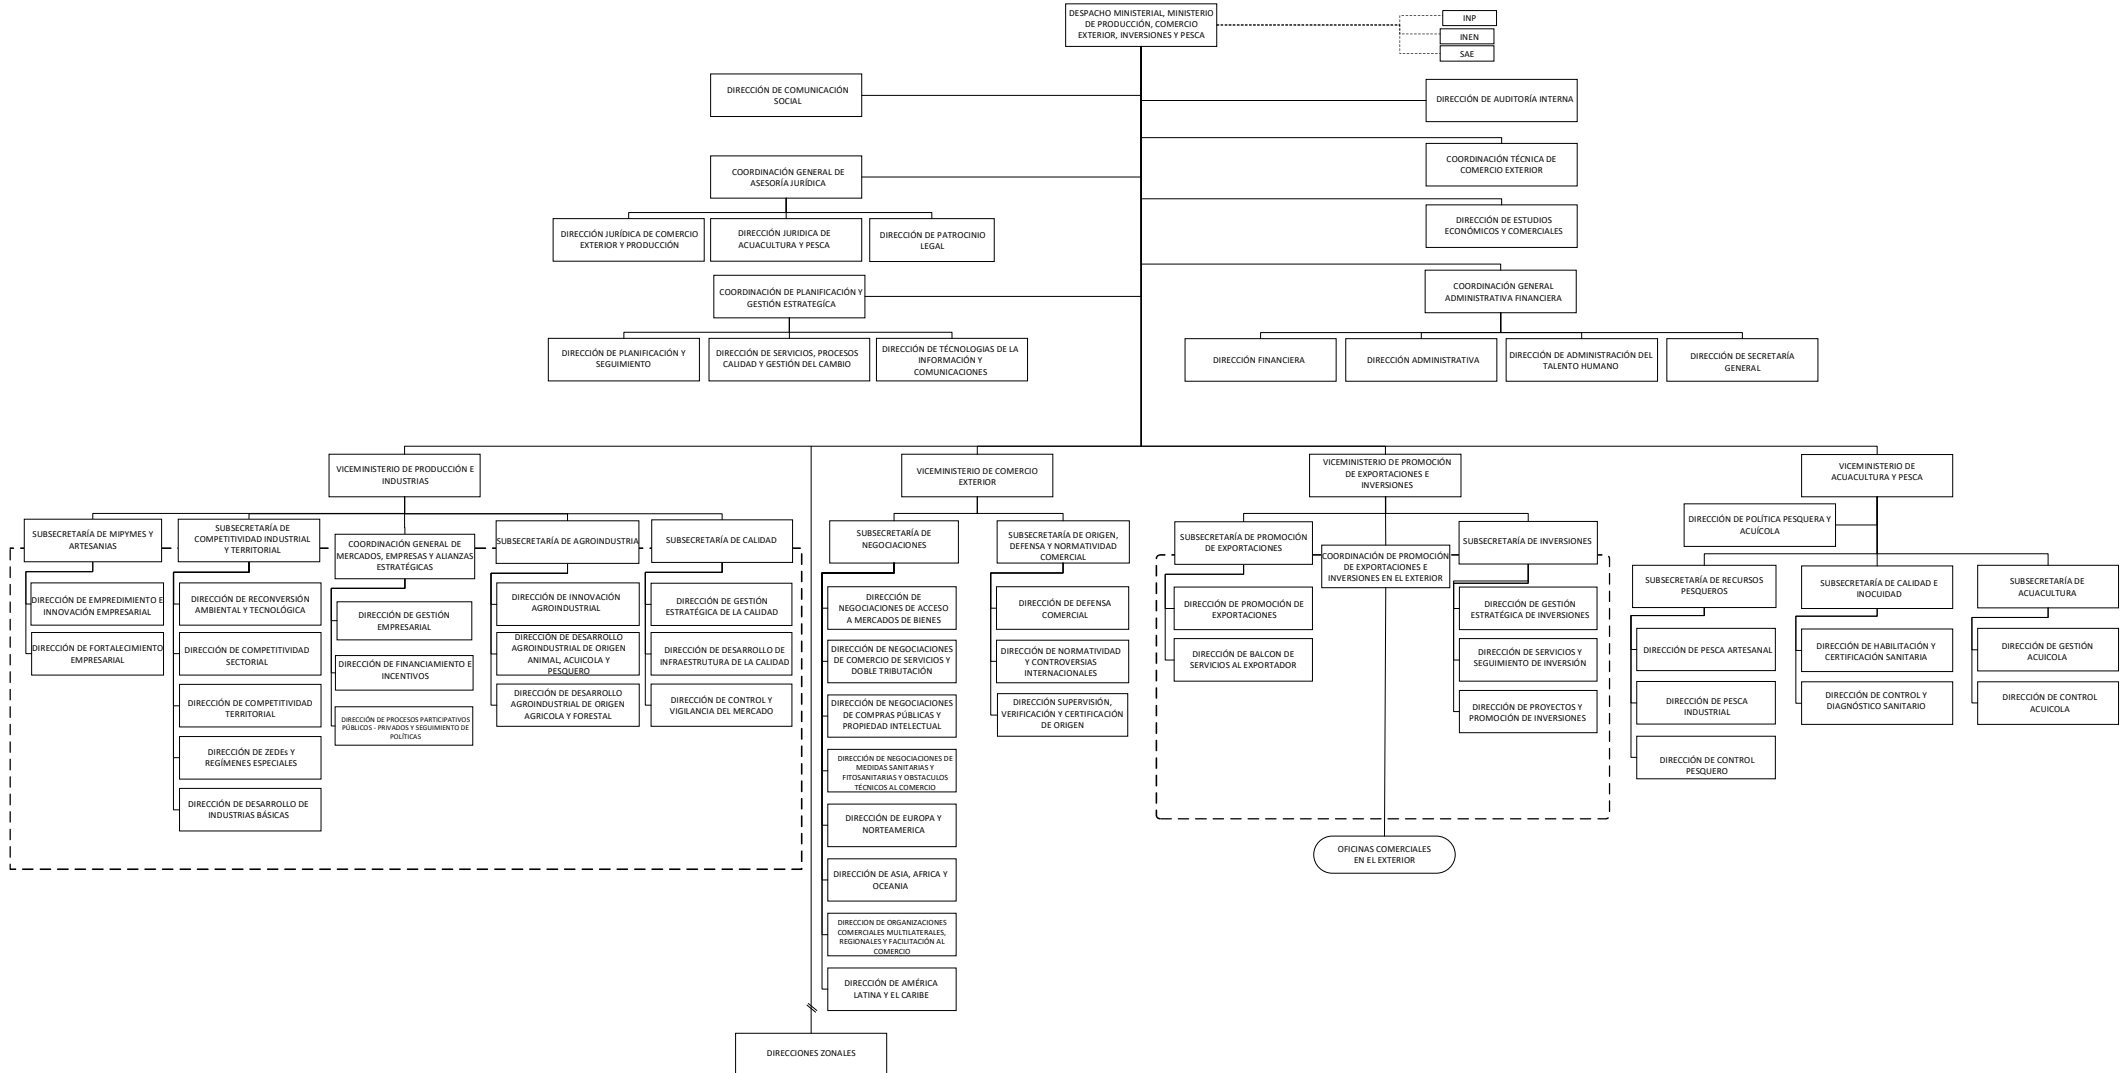 DESPACHO MINISTERIAL, MINISTERIO
DE PRODUCCIÓN, COMERCIO
EXTERIOR, INVERSIONES Y PESCA
INP
INEN
SAE
DIRECCIÓN DE COMUNICACIÓN
SOCIAL
DIRECCIÓN DE AUDITORÍA INTERNA
COORDINACIÓN TÉCNICA DE
COMERCIO EXTERIOR
COORDINACIÓN GENERAL DE
ASESORÍA JURÍDICA
DIRECCIÓN JURÍDICA DE COMERCIO
EXTERIOR Y PRODUCCIÓN
DIRECCIÓN JURIDICA DE
ACUACULTURA Y PESCA
DIRECCIÓN DE PATROCINIO
LEGAL
DIRECCIÓN DE ESTUDIOS
ECONÓMICOS Y COMERCIALES
COORDINACIÓN DE PLANIFICACIÓN Y
GESTIÓN ESTRATEGÍCA
COORDINACIÓN GENERAL
ADMINISTRATIVA FINANCIERA
DIRECCIÓN DE PLANIFICACIÓN Y
SEGUIMIENTO
DIRECCIÓN DE SERVICIOS, PROCESOS
CALIDAD Y GESTIÓN DEL CAMBIO
DIRECCIÓN DE TÉCNOLOGIAS DE LA
INFORMACIÓN Y
COMUNICACIONES
DIRECCIÓN FINANCIERA
DIRECCIÓN ADMINISTRATIVA
DIRECCIÓN DE ADMINISTRACIÓN DEL
TALENTO HUMANO
DIRECCIÓN DE SECRETARÍA
GENERAL
VICEMINISTERIO DE PRODUCCIÓN E
INDUSTRIAS
VICEMINISTERIO DE COMERCIO
EXTERIOR
VICEMINISTERIO DE PROMOCIÓN
DE EXPORTACIONES E
INVERSIONES
VICEMINISTERIO DE
ACUACULTURA Y PESCA
SUBSECRETARÍA DE MIPYMES Y
ARTESANIAS
DIRECCIÓN DE EMPREDIMIENTO E
INNOVACIÓN EMPRESARIAL
DIRECCIÓN DE FORTALECIMIENTO
EMPRESARIAL
SUBSECRETARÍA DE
COMPETITIVIDAD INDUSTRIAL
Y TERRITORIAL
DIRECCIÓN DE RECONVERSIÓN
AMBIENTAL Y TECNOLÓGICA
DIRECCIÓN DE COMPETITIVIDAD
SECTORIAL
DIRECCIÓN DE COMPETITIVIDAD
TERRITORIAL
DIRECCIÓN DE ZEDEs Y
REGÍMENES ESPECIALES
DIRECCIÓN DE DESARROLLO DE
INDUSTRIAS BÁSICAS
COORDINACIÓN GENERAL DE
MERCADOS, EMPRESAS Y ALIANZAS
ESTRATÉGICAS
DIRECCIÓN DE GESTIÓN
EMPRESARIAL
DIRECCIÓN DE FINANCIAMIENTO E
INCENTIVOS
DIRECCIÓN DE PROCESOS PARTICIPATIVOS
PÚBLICOS - PRIVADOS Y SEGUIMIENTO DE
POLÍTICAS
SUBSECRETARÍA DE AGROINDUSTRIA
DIRECCIÓN DE INNOVACIÓN
AGROINDUSTRIAL
DIRECCIÓN DE DESARROLLO
AGROINDUSTRIAL DE ORIGEN
ANIMAL, ACUICOLA Y
PESQUERO
DIRECCIÓN DE DESARROLLO
AGROINDUSTRIAL DE ORIGEN
AGRICOLA Y FORESTAL
SUBSECRETARÍA DE CALIDAD
DIRECCIÓN DE GESTIÓN
ESTRATÉGICA DE LA CALIDAD
DIRECCIÓN DE DESARROLLO DE
INFRAESTRUTURA DE LA CALIDAD
DIRECCIÓN DE CONTROL Y
VIGILANCIA DEL MERCADO
SUBSECRETARÍA DE
NEGOCIACIONES
DIRECCIÓN DE
NEGOCIACIONES DE ACCESO
A MERCADOS DE BIENES
DIRECCIÓN DE NEGOCIACIONES
DE COMERCIO DE SERVICIOS Y
DOBLE TRIBUTACIÓN
DIRECCIÓN DE NEGOCIACIONES
DE COMPRAS PÚBLICAS Y
PROPIEDAD INTELECTUAL
DIRECCIÓN DE NEGOCIACIONES DE
MEDIDAS SANITARIAS Y
FITOSANITARIAS Y OBSTACULOS
TÉCNICOS AL COMERCIO
DIRECCIÓN DE EUROPA Y
NORTEAMERICA
DIRECCIÓN DE ASIA, AFRICA Y
OCEANIA
DIRECCION DE ORGANIZACIONES
COMERCIALES MULTILATERALES,
REGIONALES Y FACILITACIÓN AL
COMERCIO
DIRECCIÓN DE AMÉRICA
LATINA Y EL CARIBE
SUBSECRETARÍA DE ORIGEN,
DEFENSA Y NORMATIVIDAD
COMERCIAL
DIRECCIÓN DE DEFENSA
COMERCIAL
DIRECCIÓN DE NORMATIVIDAD
Y CONTROVERSIAS
INTERNACIONALES
DIRECCIÓN SUPERVISIÓN,
VERIFICACIÓN Y CERTIFICACIÓN
DE ORIGEN
SUBSECRETARÍA DE PROMOCIÓN
DE EXPORTACIONES
DIRECCIÓN DE PROMOCIÓN DE
EXPORTACIONES
DIRECCIÓN DE BALCON DE
SERVICIOS AL EXPORTADOR
COORDINACIÓN DE PROMOCIÓN
DE EXPORTACIONES E
INVERSIONES EN EL EXTERIOR
OFICINAS COMERCIALES
EN EL EXTERIOR
SUBSECRETARÍA DE INVERSIONES
DIRECCIÓN DE GESTIÓN
ESTRATÉGICA DE INVERSIONES
DIRECCIÓN DE SERVICIOS Y
SEGUIMIENTO DE INVERSIÓN
DIRECCIÓN DE PROYECTOS Y
PROMOCIÓN DE INVERSIONES
DIRECCIÓN DE POLÍTICA PESQUERA Y
ACUÍCOLA
SUBSECRETARÍA DE RECURSOS
PESQUEROS
DIRECCIÓN DE PESCA ARTESANAL
DIRECCIÓN DE PESCA
INDUSTRIAL
DIRECCIÓN DE CONTROL
PESQUERO
SUBSECRETARÍA DE CALIDAD E
INOCUIDAD
DIRECCIÓN DE HABILITACIÓN Y
CERTIFICACIÓN SANITARIA
DIRECCIÓN DE CONTROL Y
DIAGNÓSTICO SANITARIO
SUBSECRETARÍA DE
ACUACULTURA
DIRECCIÓN DE GESTIÓN
ACUICOLA
DIRECCIÓN DE CONTROL
ACUICOLA
DIRECCIONES ZONALES